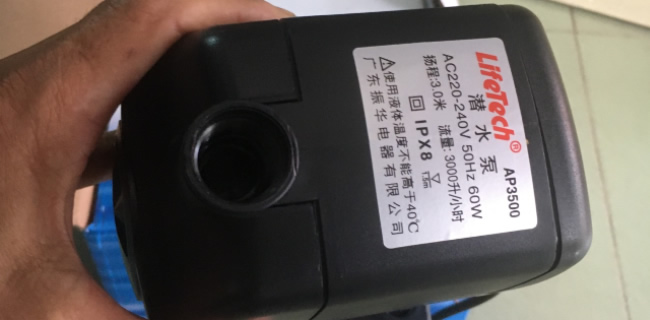 LifeTech®
潜水泵 AP3500
AC220-240V 50Hz 60W
扬程:3.0米 流量:3000升/小时
IPX8
⚠使用液体温度不能高于40℃
广东振华电器有限公司